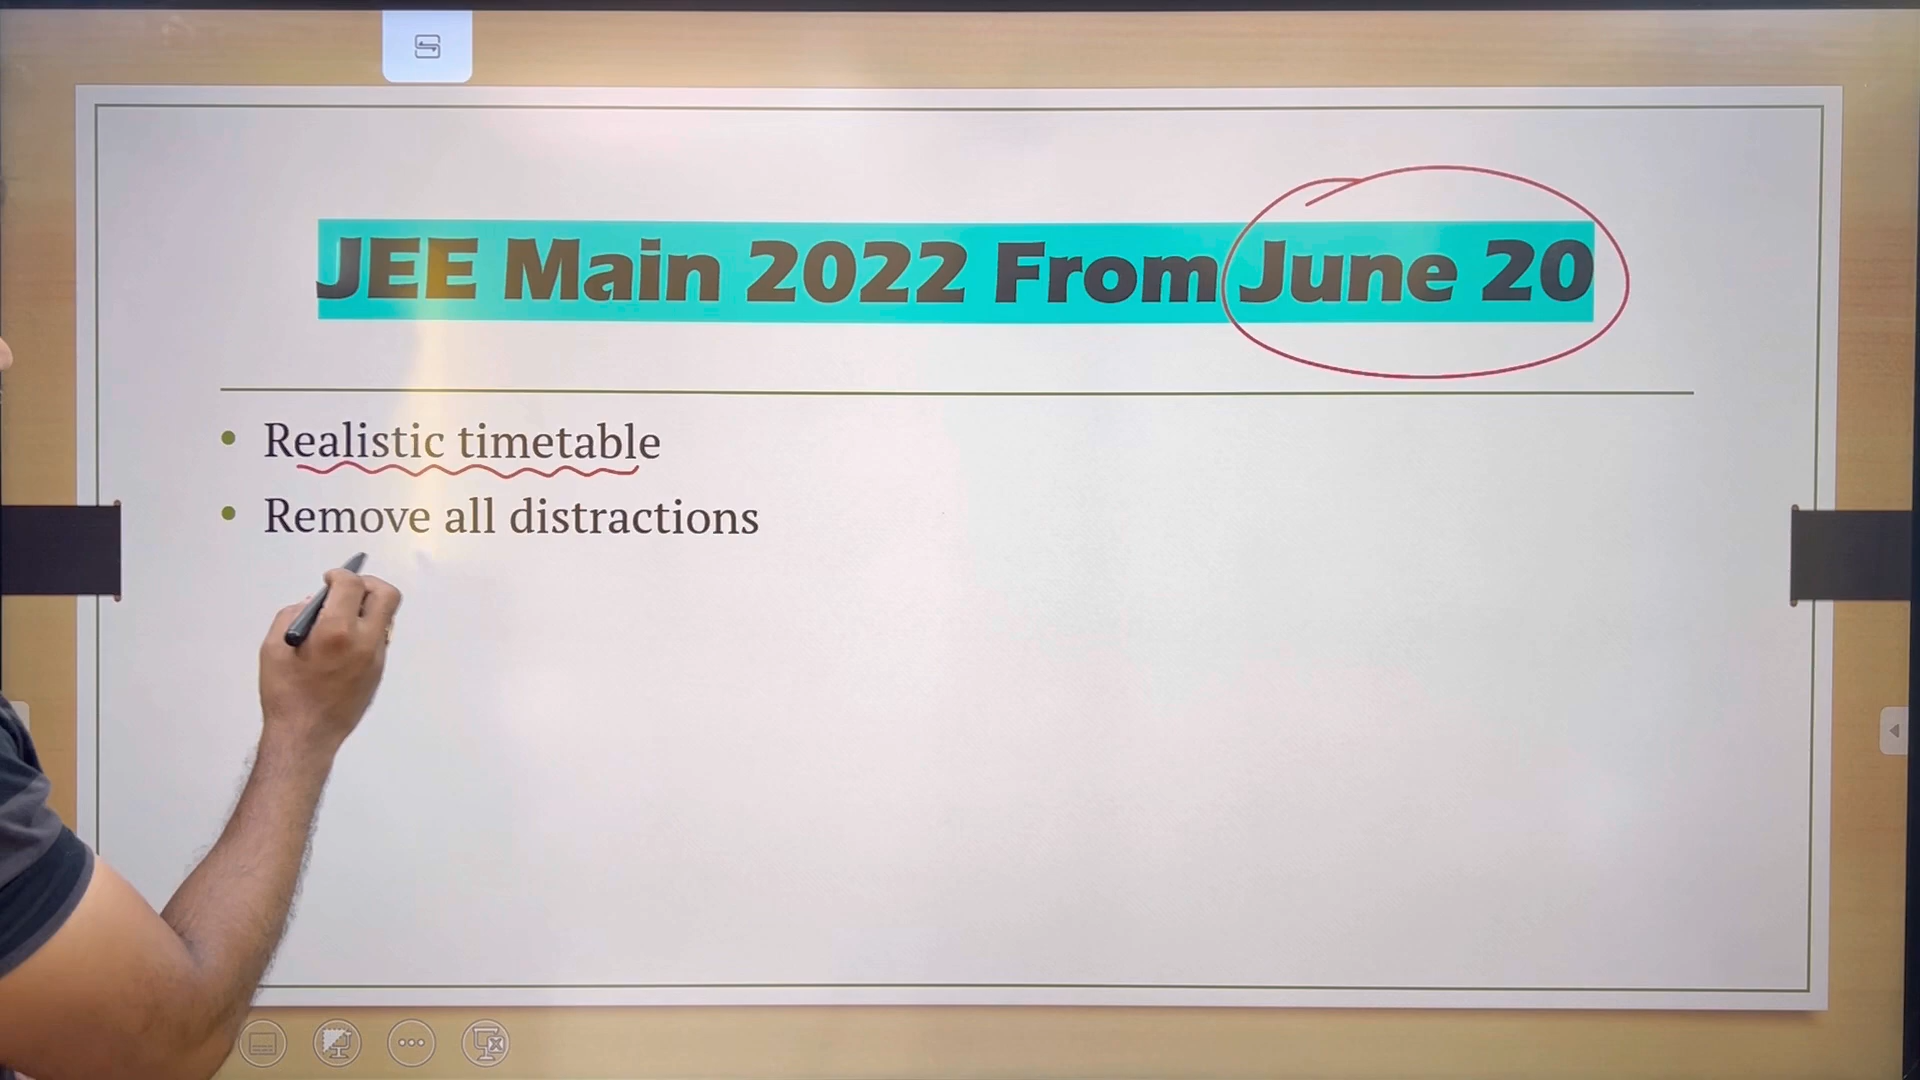 JEE Main 2022 From June 20
• Realistic timetable
• Remove all distractions